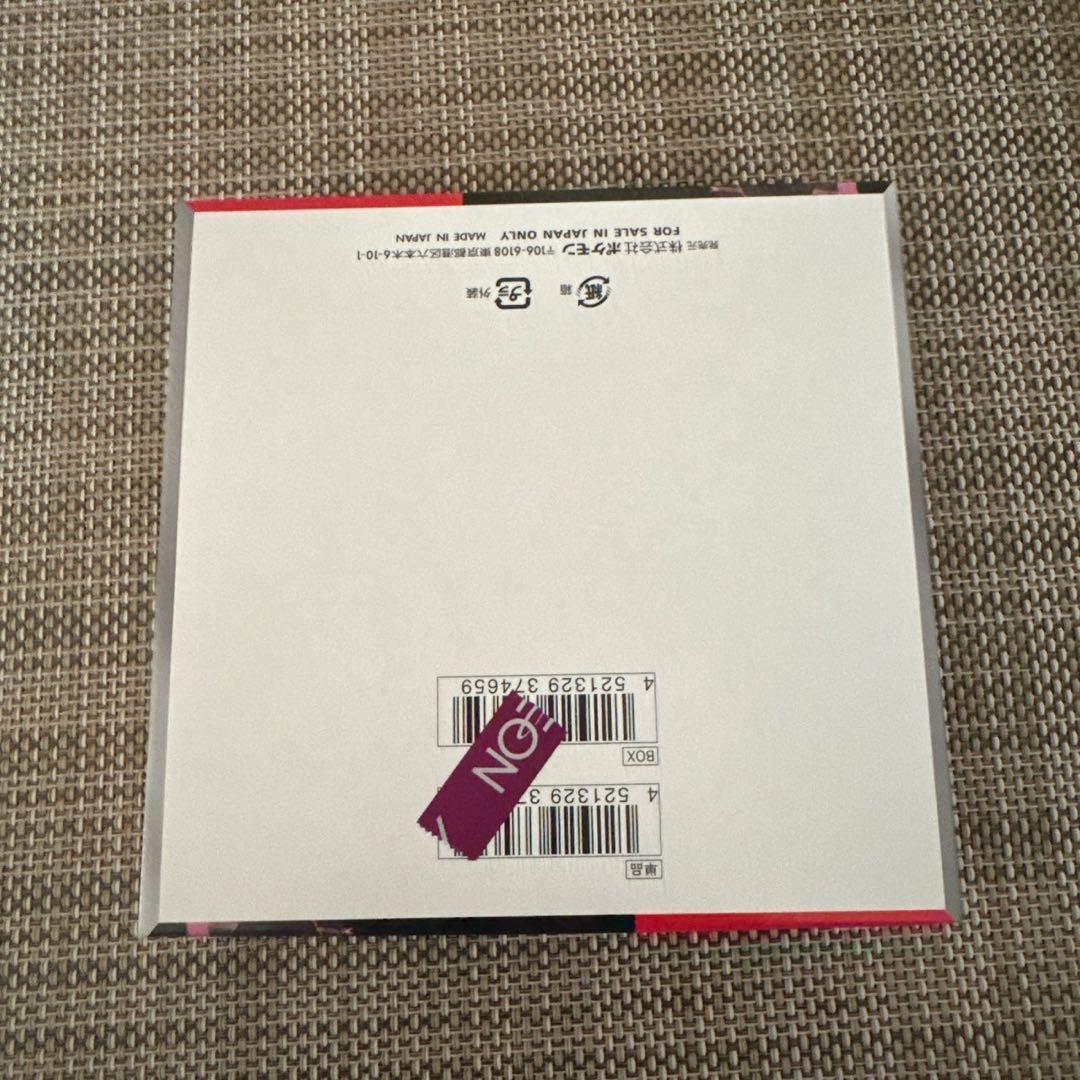 単品
4 521329 37
BOX
4 521329 374659
ÆON
紙 箱 プラ 外装
発売元 株式会社ポケモン 〒106-6108 東京都港区六本木6-10-1
FOR SALE IN JAPAN ONLY MADE IN JAPAN